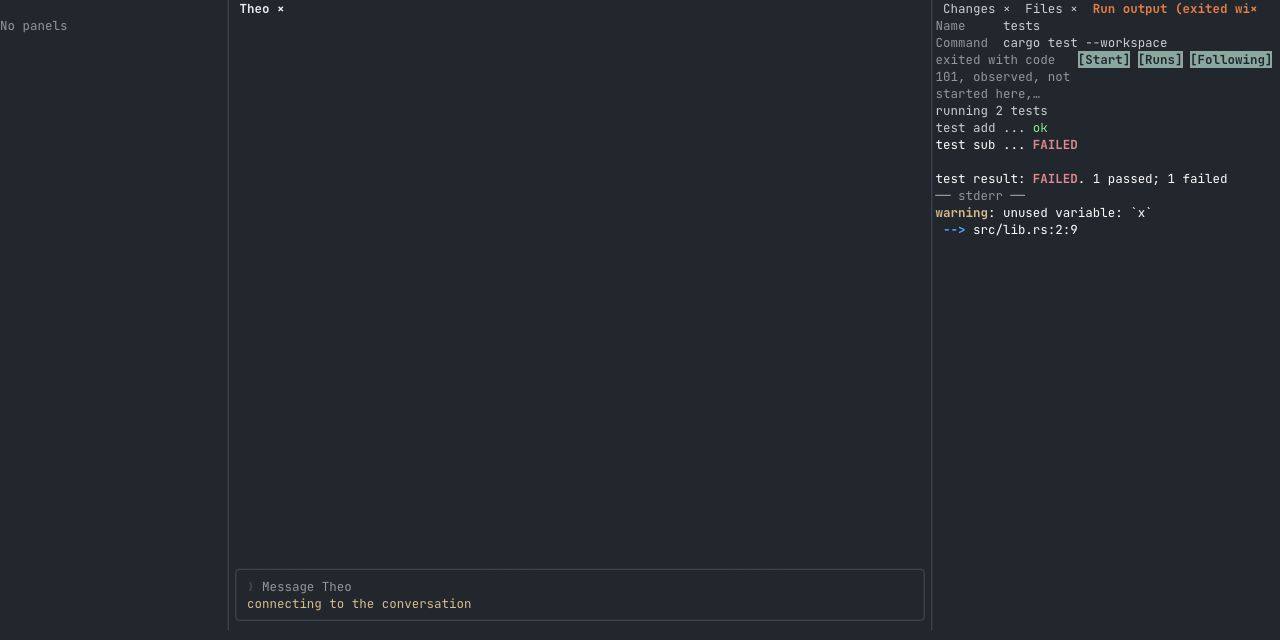 No panels
Theo ×
Changes × Files × Run output (exited wi×
Name tests
Command cargo test --workspace
exited with code 101, observed, not started here,…
[Start] [Runs] [Following]
running 2 tests
test add ... ok
test sub ... FAILED
test result: FAILED. 1 passed; 1 failed
── stderr ──
warning: unused variable: `x`
--> src/lib.rs:2:9
⟩ Message Theo
connecting to the conversation